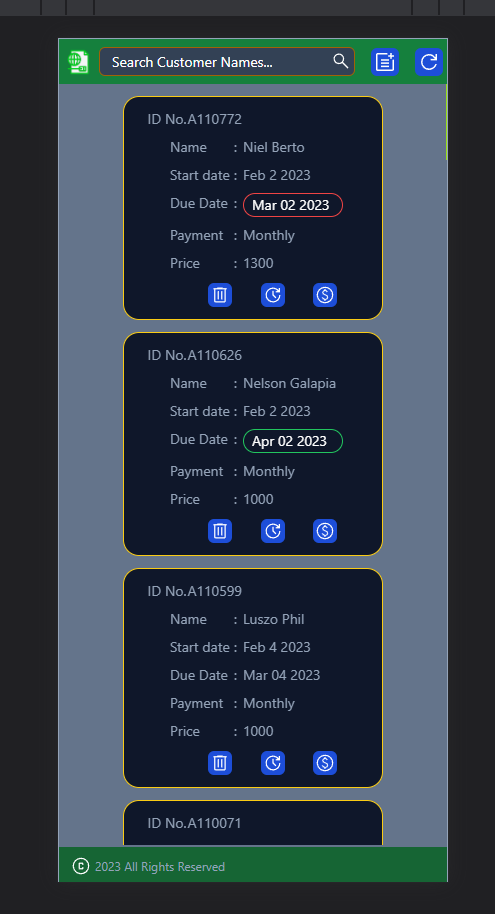 Search Customer Names...
ID No.A110772
Name : Niel Berto
Start date : Feb 2 2023
Due Date : Mar 02 2023
Payment : Monthly
Price : 1300
ID No.A110626
Name : Nelson Galapia
Start date : Feb 2 2023
Due Date : Apr 02 2023
Payment : Monthly
Price : 1000
ID No.A110599
Name : Luszo Phil
Start date : Feb 4 2023
Due Date : Mar 04 2023
Payment : Monthly
Price : 1000
ID No.A110071
© 2023 All Rights Reserved